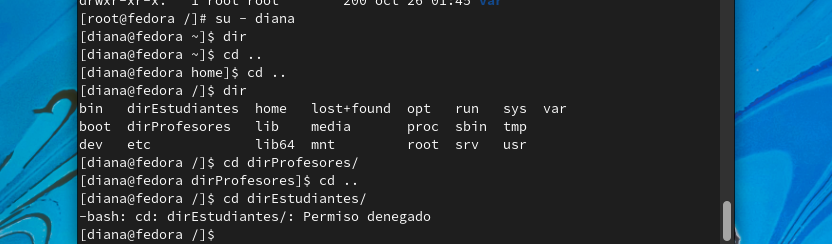 drwxr-xr-x. 1 root root 200 oct 26 01:45 var
[root@fedora /]# su - diana
[diana@fedora ~]$ dir
[diana@fedora ~]$ cd ..
[diana@fedora home]$ cd ..
[diana@fedora /]$ dir
bin dirEstudiantes home lost+found opt run sys var
boot dirProfesores lib media proc sbin tmp
dev etc lib64 mnt root srv usr
[diana@fedora /]$ cd dirProfesores/
[diana@fedora dirProfesores]$ cd ..
[diana@fedora /]$ cd dirEstudiantes/
-bash: cd: dirEstudiantes/: Permiso denegado
[diana@fedora /]$